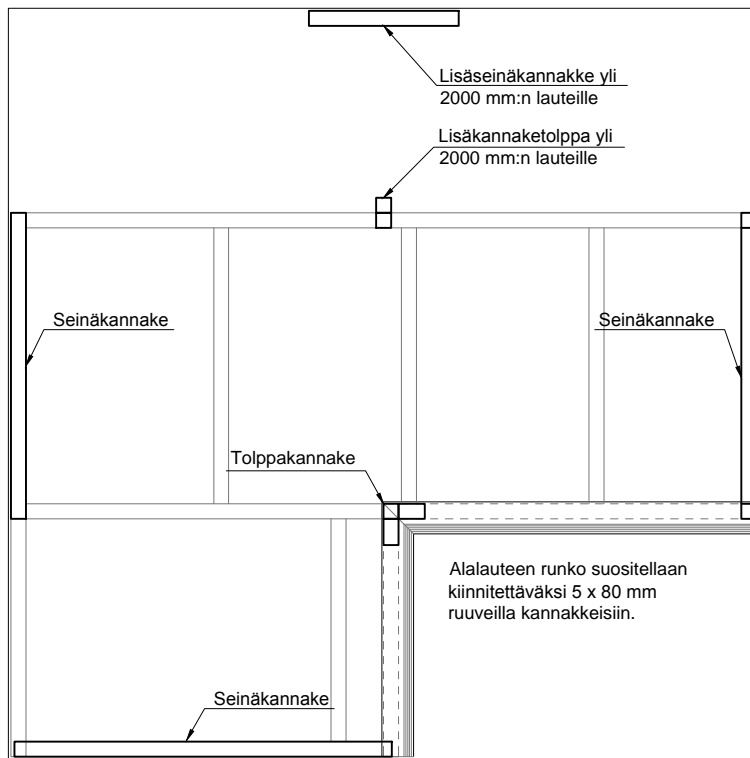 Lisäseinäkannakke yli
2000 mm:n lauteille
Lisäkannaketolppa yli
2000 mm:n lauteille
Seinäkannake
Seinäkannake
Tolppakannake
Alalauteen runko suositellaan
kiinnitettäväksi 5 x 80 mm
ruuveilla kannakkeisiin.
Seinäkannake